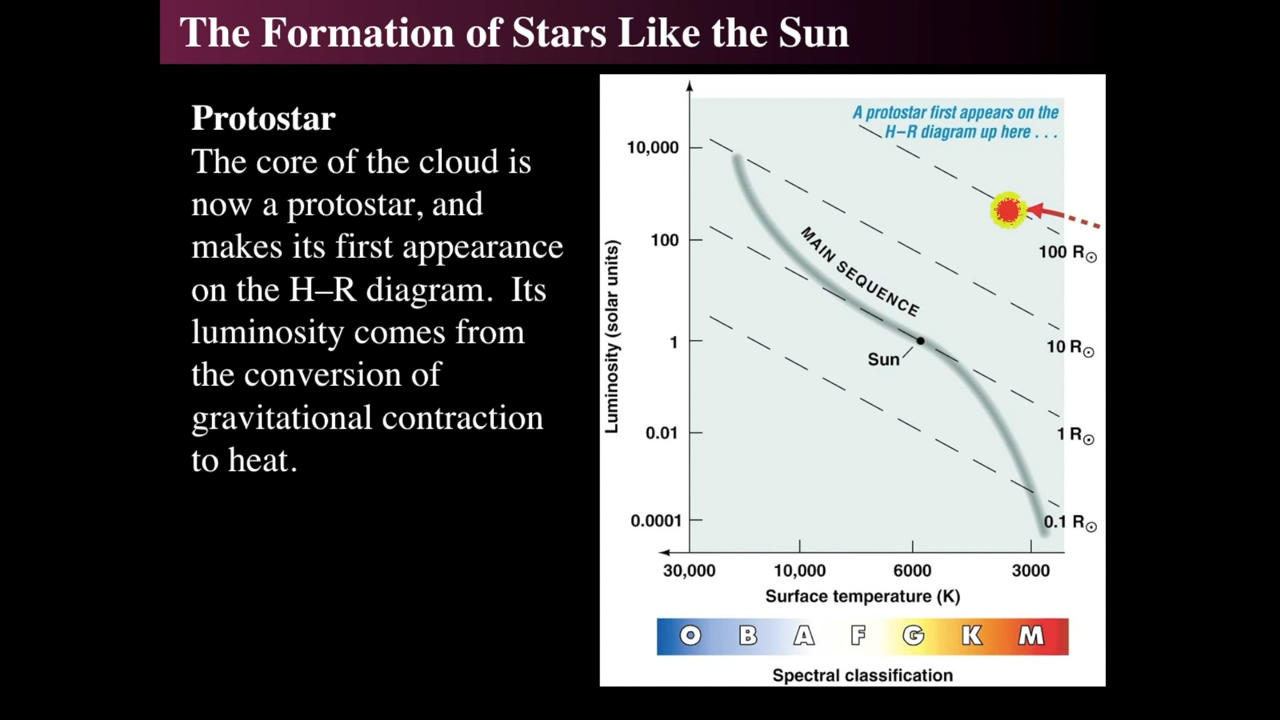 The Formation of Stars Like the Sun
Protostar
The core of the cloud is
now a protostar, and
makes its first appearance
on the H–R diagram.  Its
luminosity comes from
the conversion of
gravitational contraction
to heat.
A protostar first appears on the
H–R diagram up here . . .
10,000
100
1
0.01
0.0001
Luminosity (solar units)
MAIN SEQUENCE
Sun
100 R☉
10 R☉
1 R☉
0.1 R☉
30,000 10,000 6000 3000
Surface temperature (K)
O B A F G K M
Spectral classification